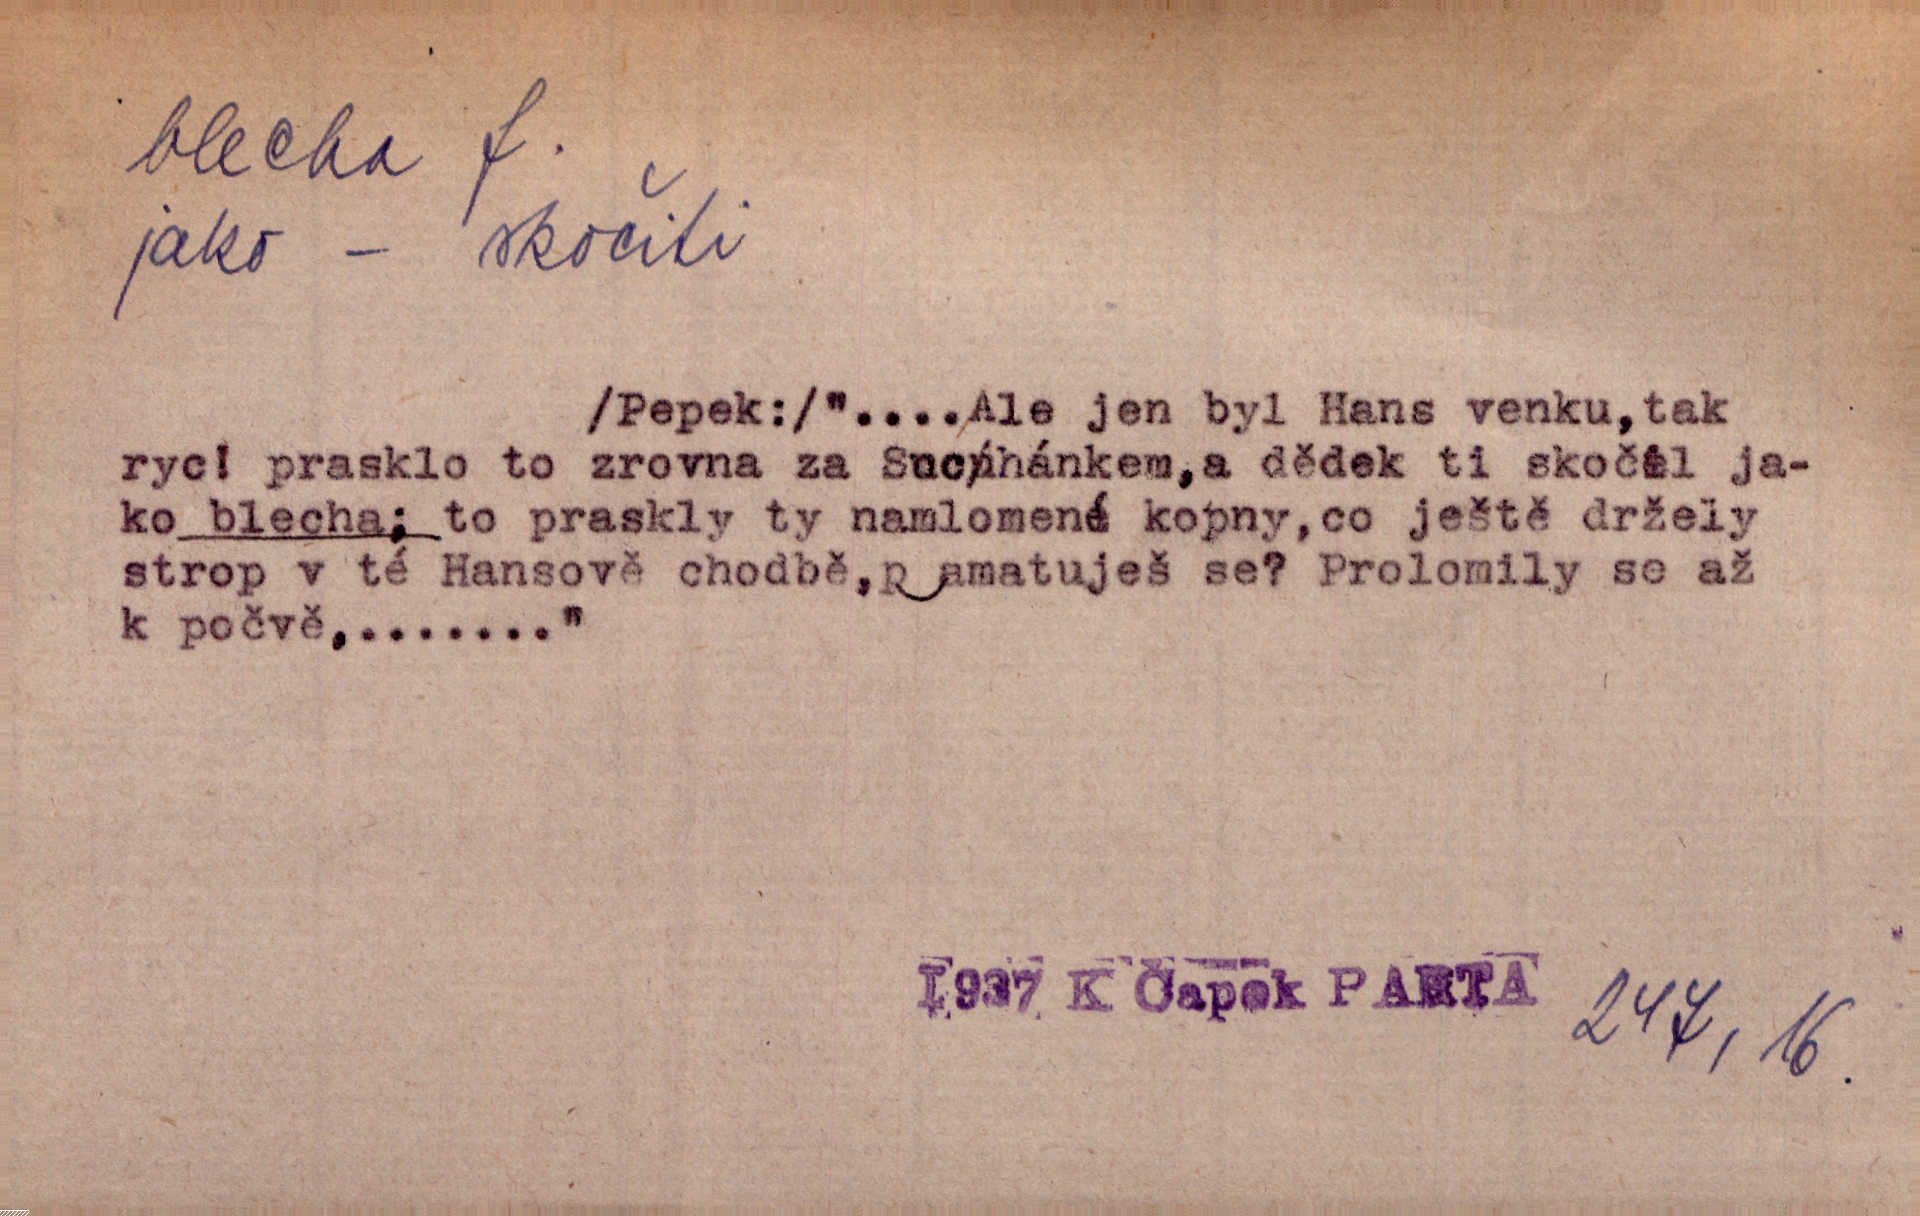 blecha f.
jako - skočiti
/Pepek:/"....Ale jen byl Hans venku,tak
ryc! prasklo to zrovna za Suchánkem,a dědek ti skočil ja-
ko blecha; to praskly ty namlomené kopny,co ještě držely
strop v té Hansově chodbě,pamatuješ se? Prolomily se až
k počvě,........"
1937 K Čapek PARTA 247, 16.